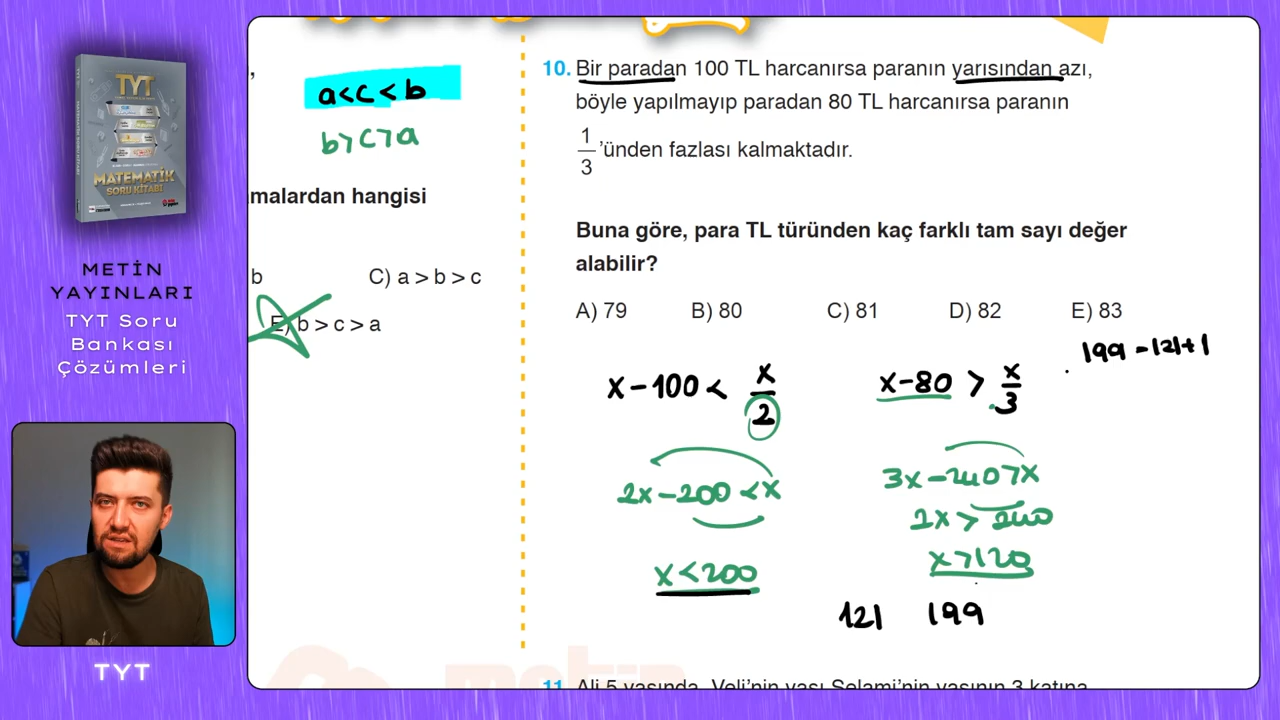 TYT
MATEMATİK
SORU KİTABI
METİN
YAYINLARI
TYT Soru
Bankası
Çözümleri
TYT
,
a<c<b
b>c>a
malardan hangisi
b
C) a > b > c
E) b > c > a
10. Bir paradan 100 TL harcanırsa paranın yarısından azı,
böyle yapılmayıp paradan 80 TL harcanırsa paranın
1/3 'ünden fazlası kalmaktadır.
Buna göre, para TL türünden kaç farklı tam sayı değer
alabilir?
A) 79 B) 80 C) 81 D) 82 E) 83
199-121+1
x-100 < x/2
x-80 > x/3
2x-200<x
3x-240>x
2x>240
x<200
x>120
121 199
metin
11. Ali 5 yaşında, Veli'nin yaşı Selami'nin yaşının 3 katına